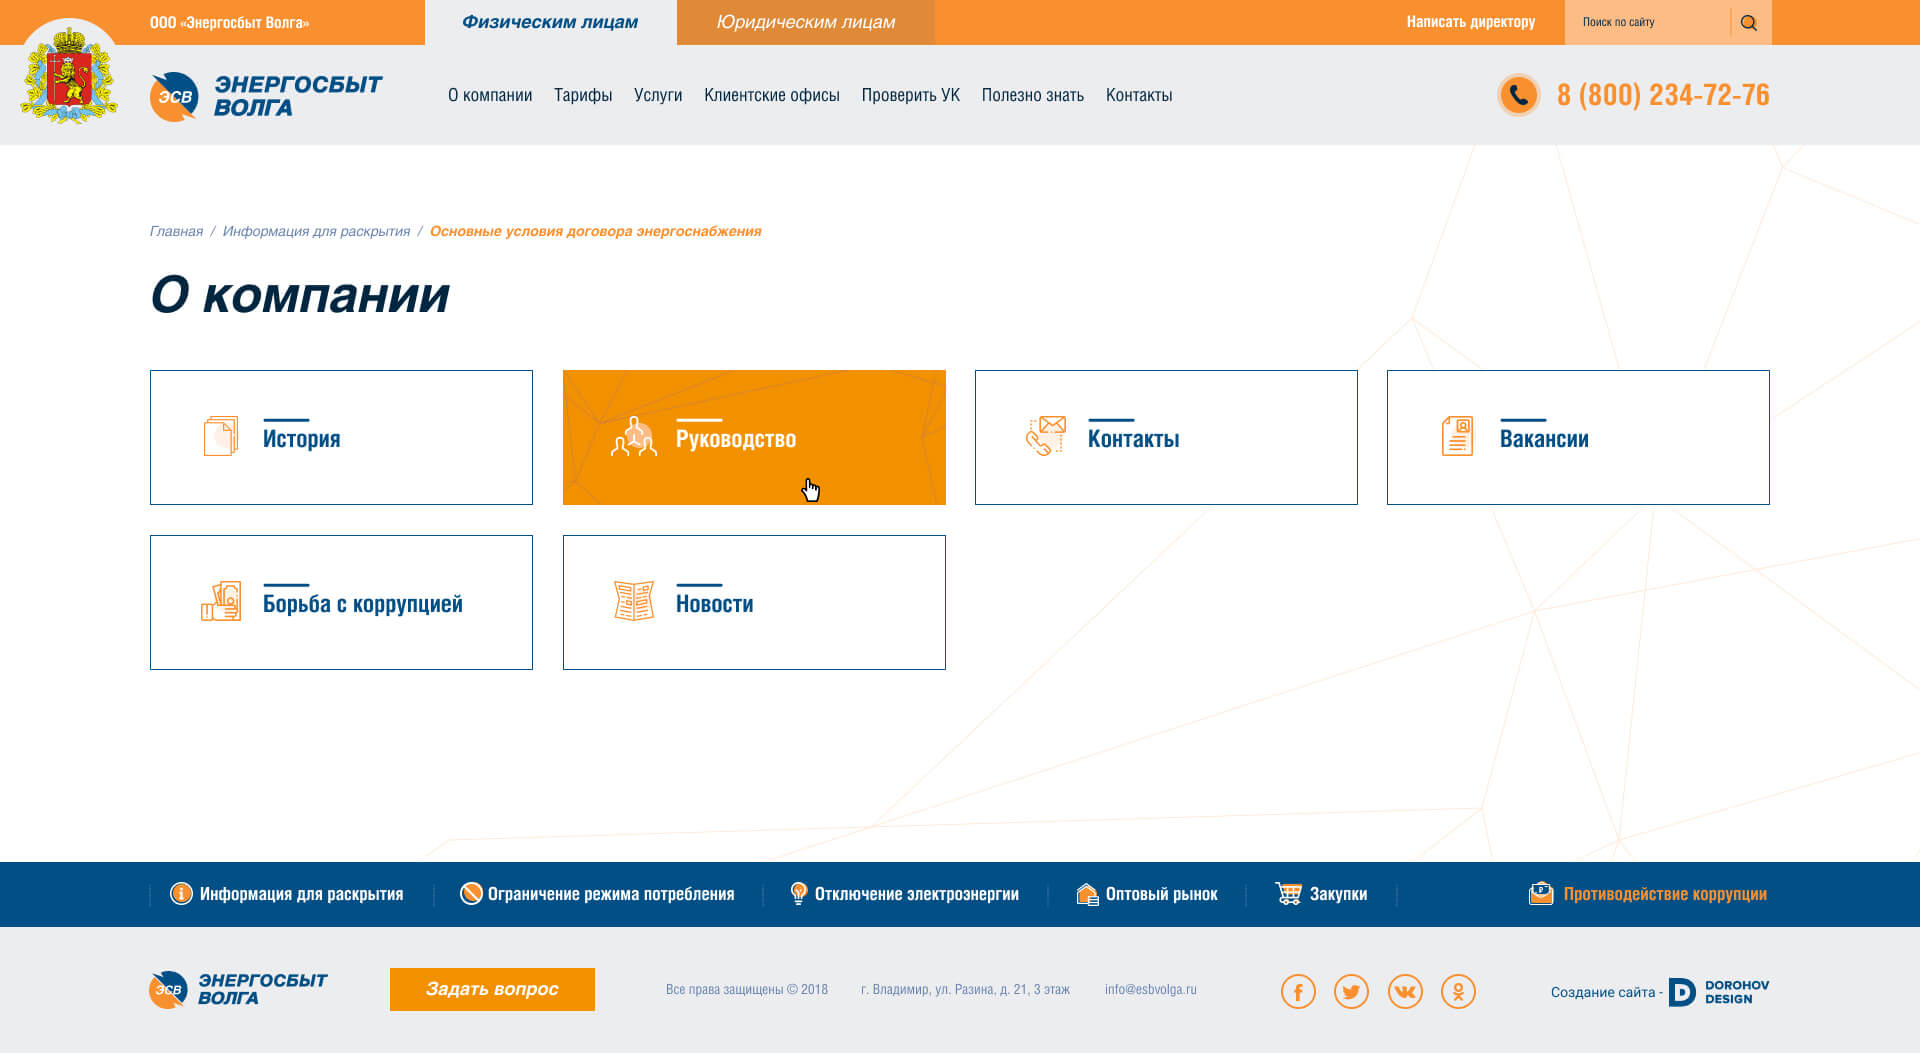 ООО «Энергосбыт Волга»
Физическим лицам
Юридическим лицам
Написать директору
Поиск по сайту
ЭСВ
ЭНЕРГОСБЫТ
ВОЛГА
О компании Тарифы Услуги Клиентские офисы Проверить УК Полезно знать Контакты
8 (800) 234-72-76
Главная / Информация для раскрытия / Основные условия договора энергоснабжения
О компании
История
Руководство
Контакты
Вакансии
Борьба с коррупцией
Новости
Информация для раскрытия
Ограничение режима потребления
Отключение электроэнергии
Оптовый рынок
Закупки
Противодействие коррупции
ЭСВ
ЭНЕРГОСБЫТ
ВОЛГА
Задать вопрос
Все права защищены © 2018
г. Владимир, ул. Разина, д. 21, 3 этаж
info@esbvolga.ru
Создание сайта -
DOROHOV
DESIGN